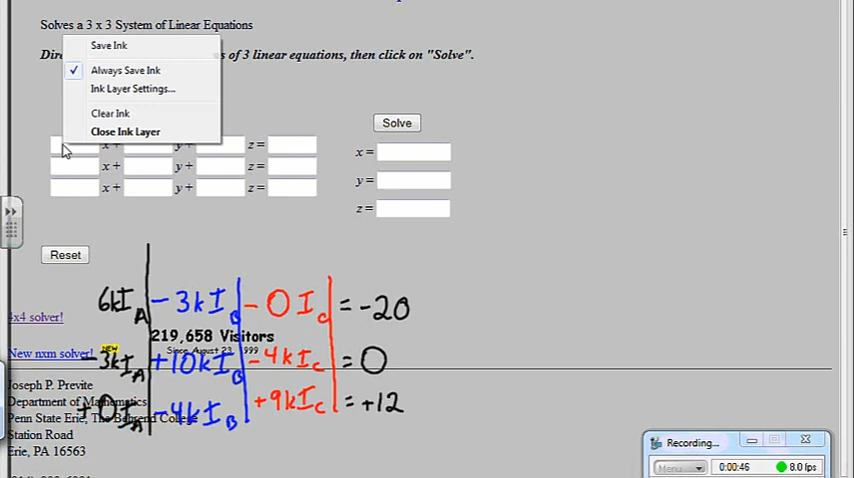 Solves a 3 x 3 System of Linear Equations
Save Ink
Dire s of 3 linear equations, then click on "Solve".
Always Save Ink
Ink Layer Settings...
Clear Ink
Close Ink Layer
Solve
x + y + z =
x + y + z =
x + y + z =
x =
y =
z =
Reset
6kI_A - 3kI_B - 0I_C = -20
4x4 solver!
219,658 Visitors
Since August 23, 1999
New nxm solver! NEW
-3kI_A +10kI_B -4kI_C = 0
Joseph P. Previte
Department of Mathematics
+0I_A -4kI_B +9kI_C = +12
Penn State Erie, The Behrend College
Station Road
Erie, PA 16563
Recording...
Menu 0:00:46 8.0 fps